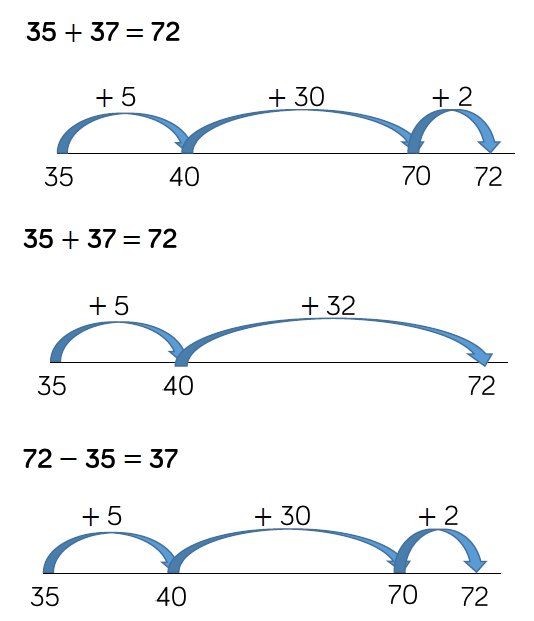 35 + 37 = 72
+ 5 + 30 + 2
35 40 70 72
35 + 37 = 72
+ 5 + 32
35 40 72
72 − 35 = 37
+ 5 + 30 + 2
35 40 70 72